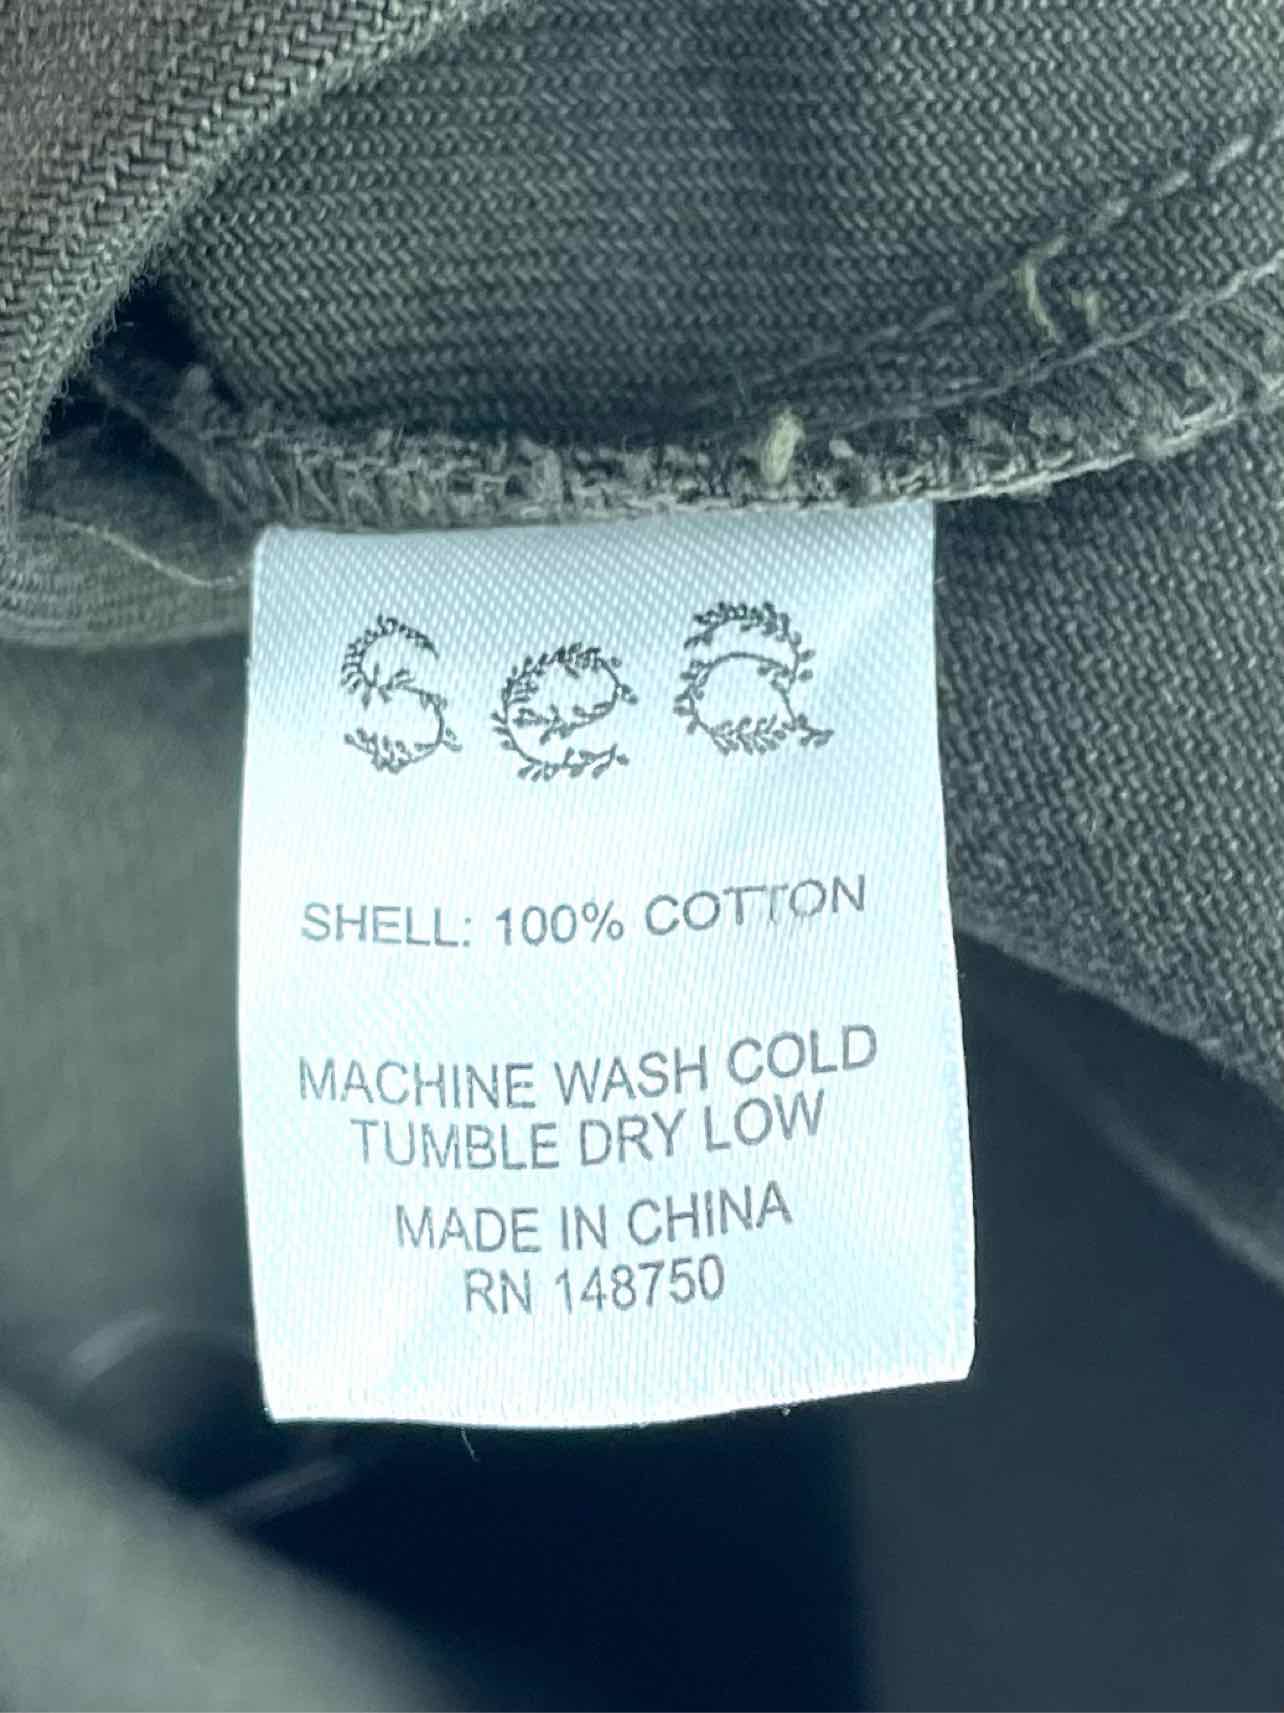 Sea
SHELL: 100% COTTON
MACHINE WASH COLD
TUMBLE DRY LOW
MADE IN CHINA
RN 148750